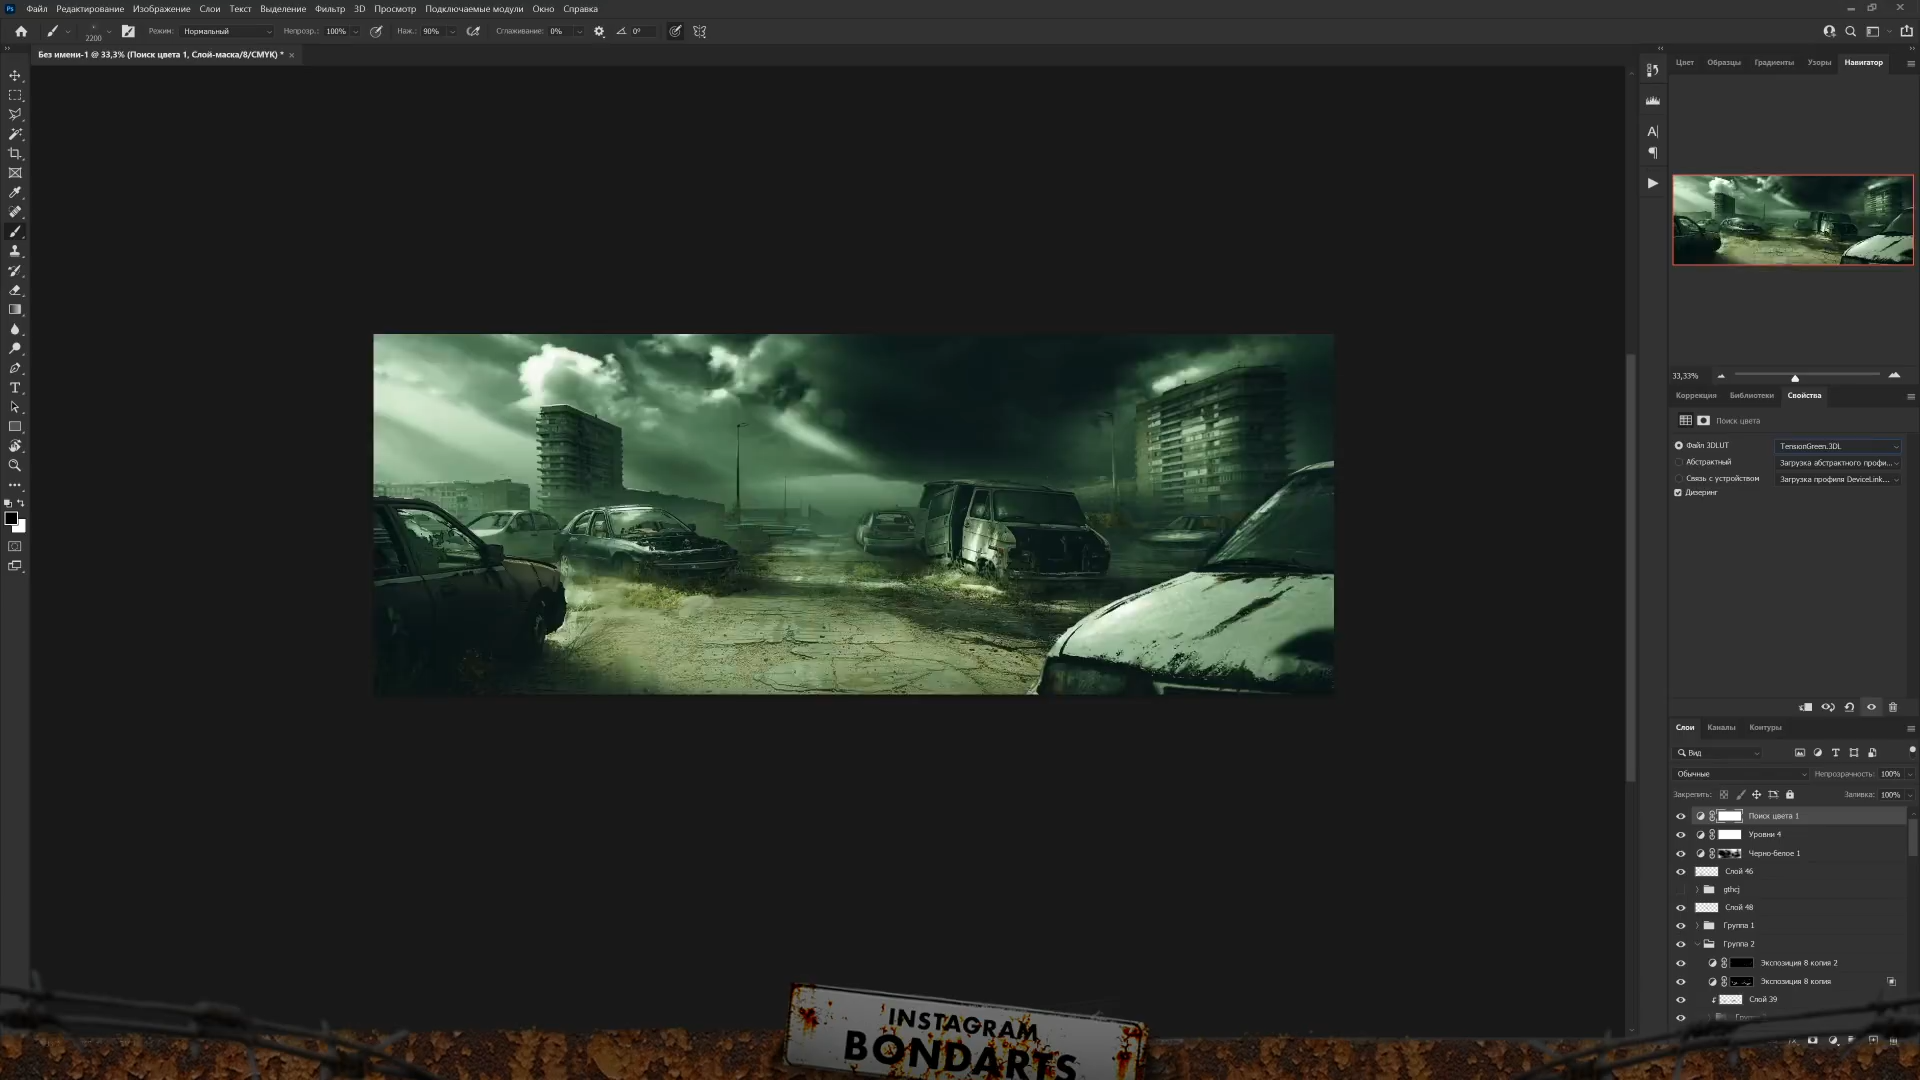 Ps Файл Редактирование Изображение Слои Текст Выделение Фильтр 3D Просмотр Подключаемые модули Окно Справка
2200 Режим: Нормальный Непрозр.: 100% Наж.: 90% Сглаживание: 0% 0°
Без имени-1 @ 33,3% (Поиск цвета 1, Слой-маска/8/CMYK) *
Цвет Образцы Градиенты Узоры Навигатор
33,33%
Коррекция Библиотеки Свойства
Поиск цвета
Файл 3DLUT TensionGreen.3DL
Абстрактный Загрузка абстрактного профи...
Связь с устройством Загрузка профиля DeviceLink...
Дизеринг
Слои Каналы Контуры
Вид
Обычные Непрозрачность: 100%
Закрепить: Заливка: 100%
Поиск цвета 1
Уровни 4
Черно-белое 1
Слой 46
gthcj
Слой 48
Группа 1
Группа 2
Экспозиция 8 копия 2
Экспозиция 8 копия
Слой 39
INSTAGRAM
BONDARTS